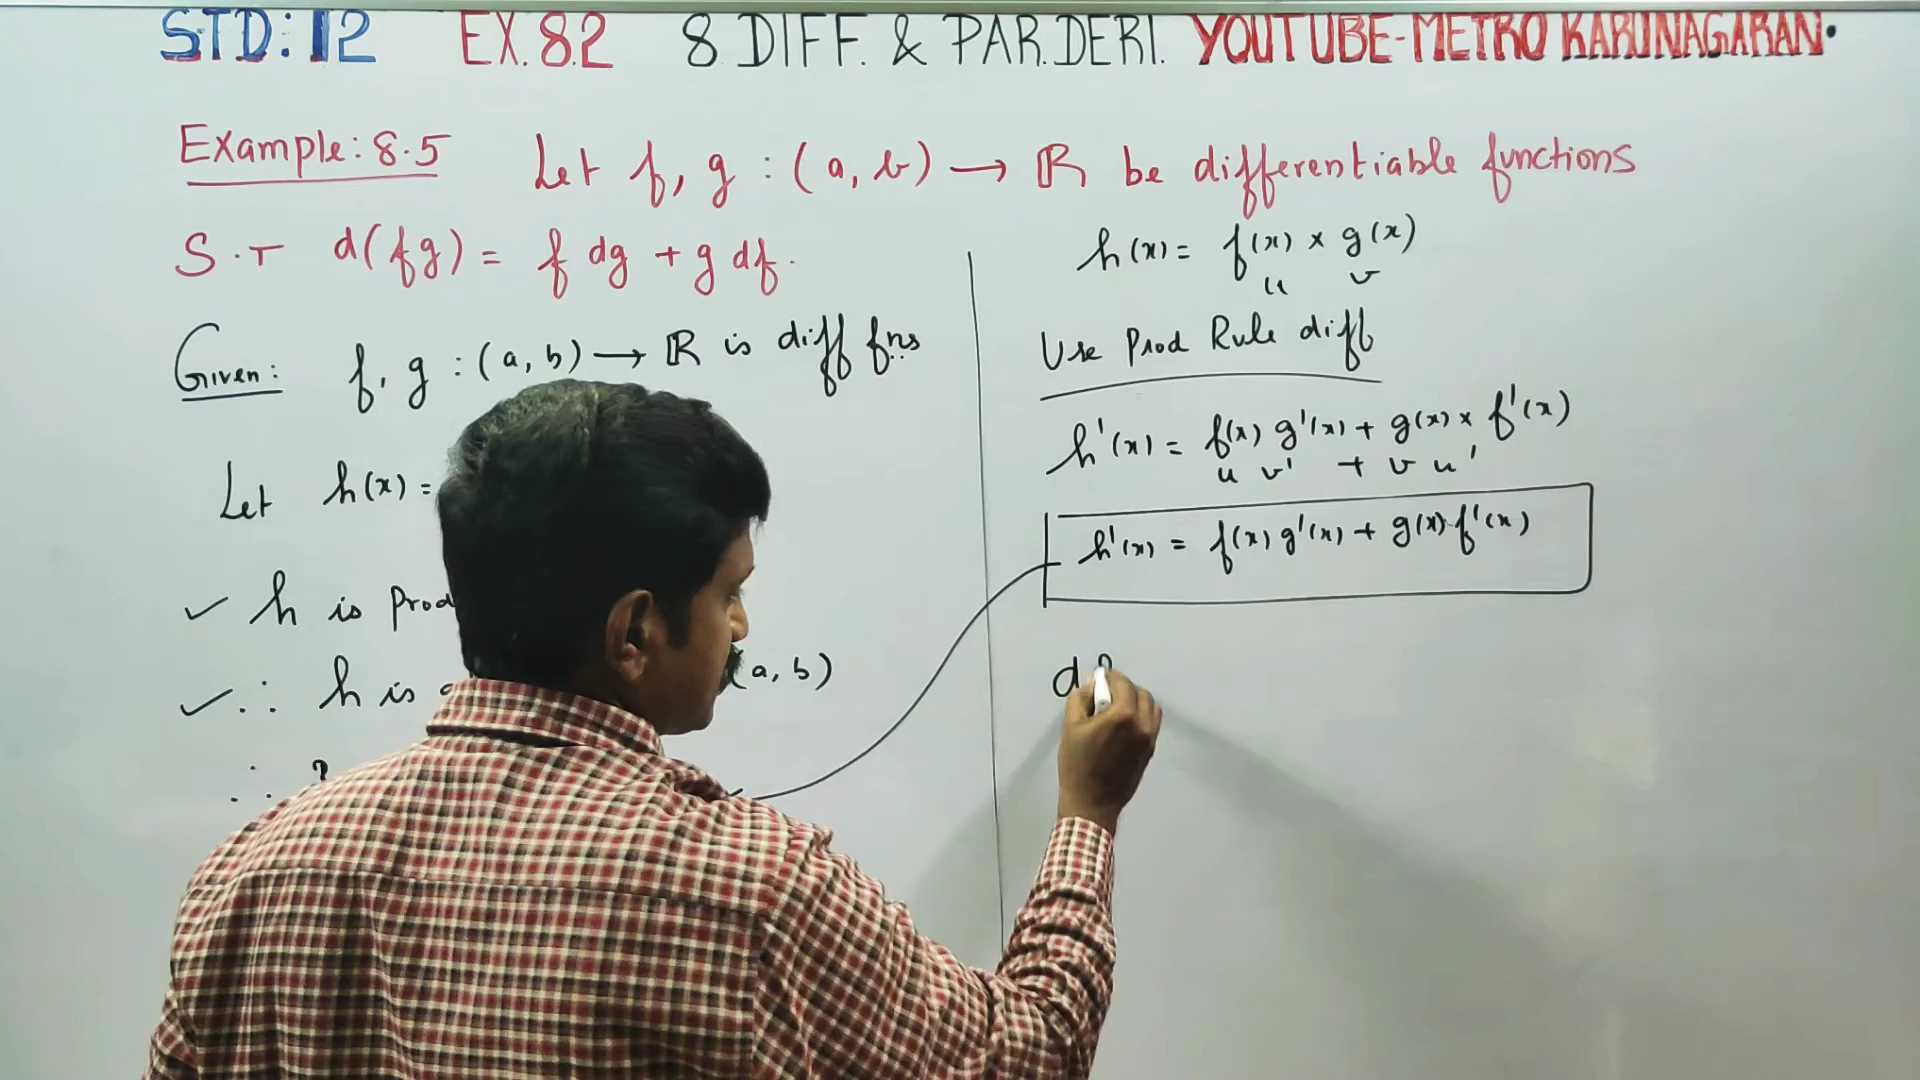 STD: 12 EX. 8.2 8 DIFF. & PAR.DERI. YOUTUBE-METRO KARUNAGARAN.
Example: 8.5 Let f, g : (a, b) → ℝ be differentiable functions
S.T d(fg) = f dg + g df.
Given: f, g : (a, b) → ℝ is diff fns
Let h(x) =
✓ h is Prod
✓ ∴ h is (a, b)
∴
h(x) = f(x) × g(x)
u v
Use Prod Rule diff
h'(x) = f(x) g'(x) + g(x) × f'(x)
u v' + v u'
h'(x) = f(x) g'(x) + g(x).f'(x)
d